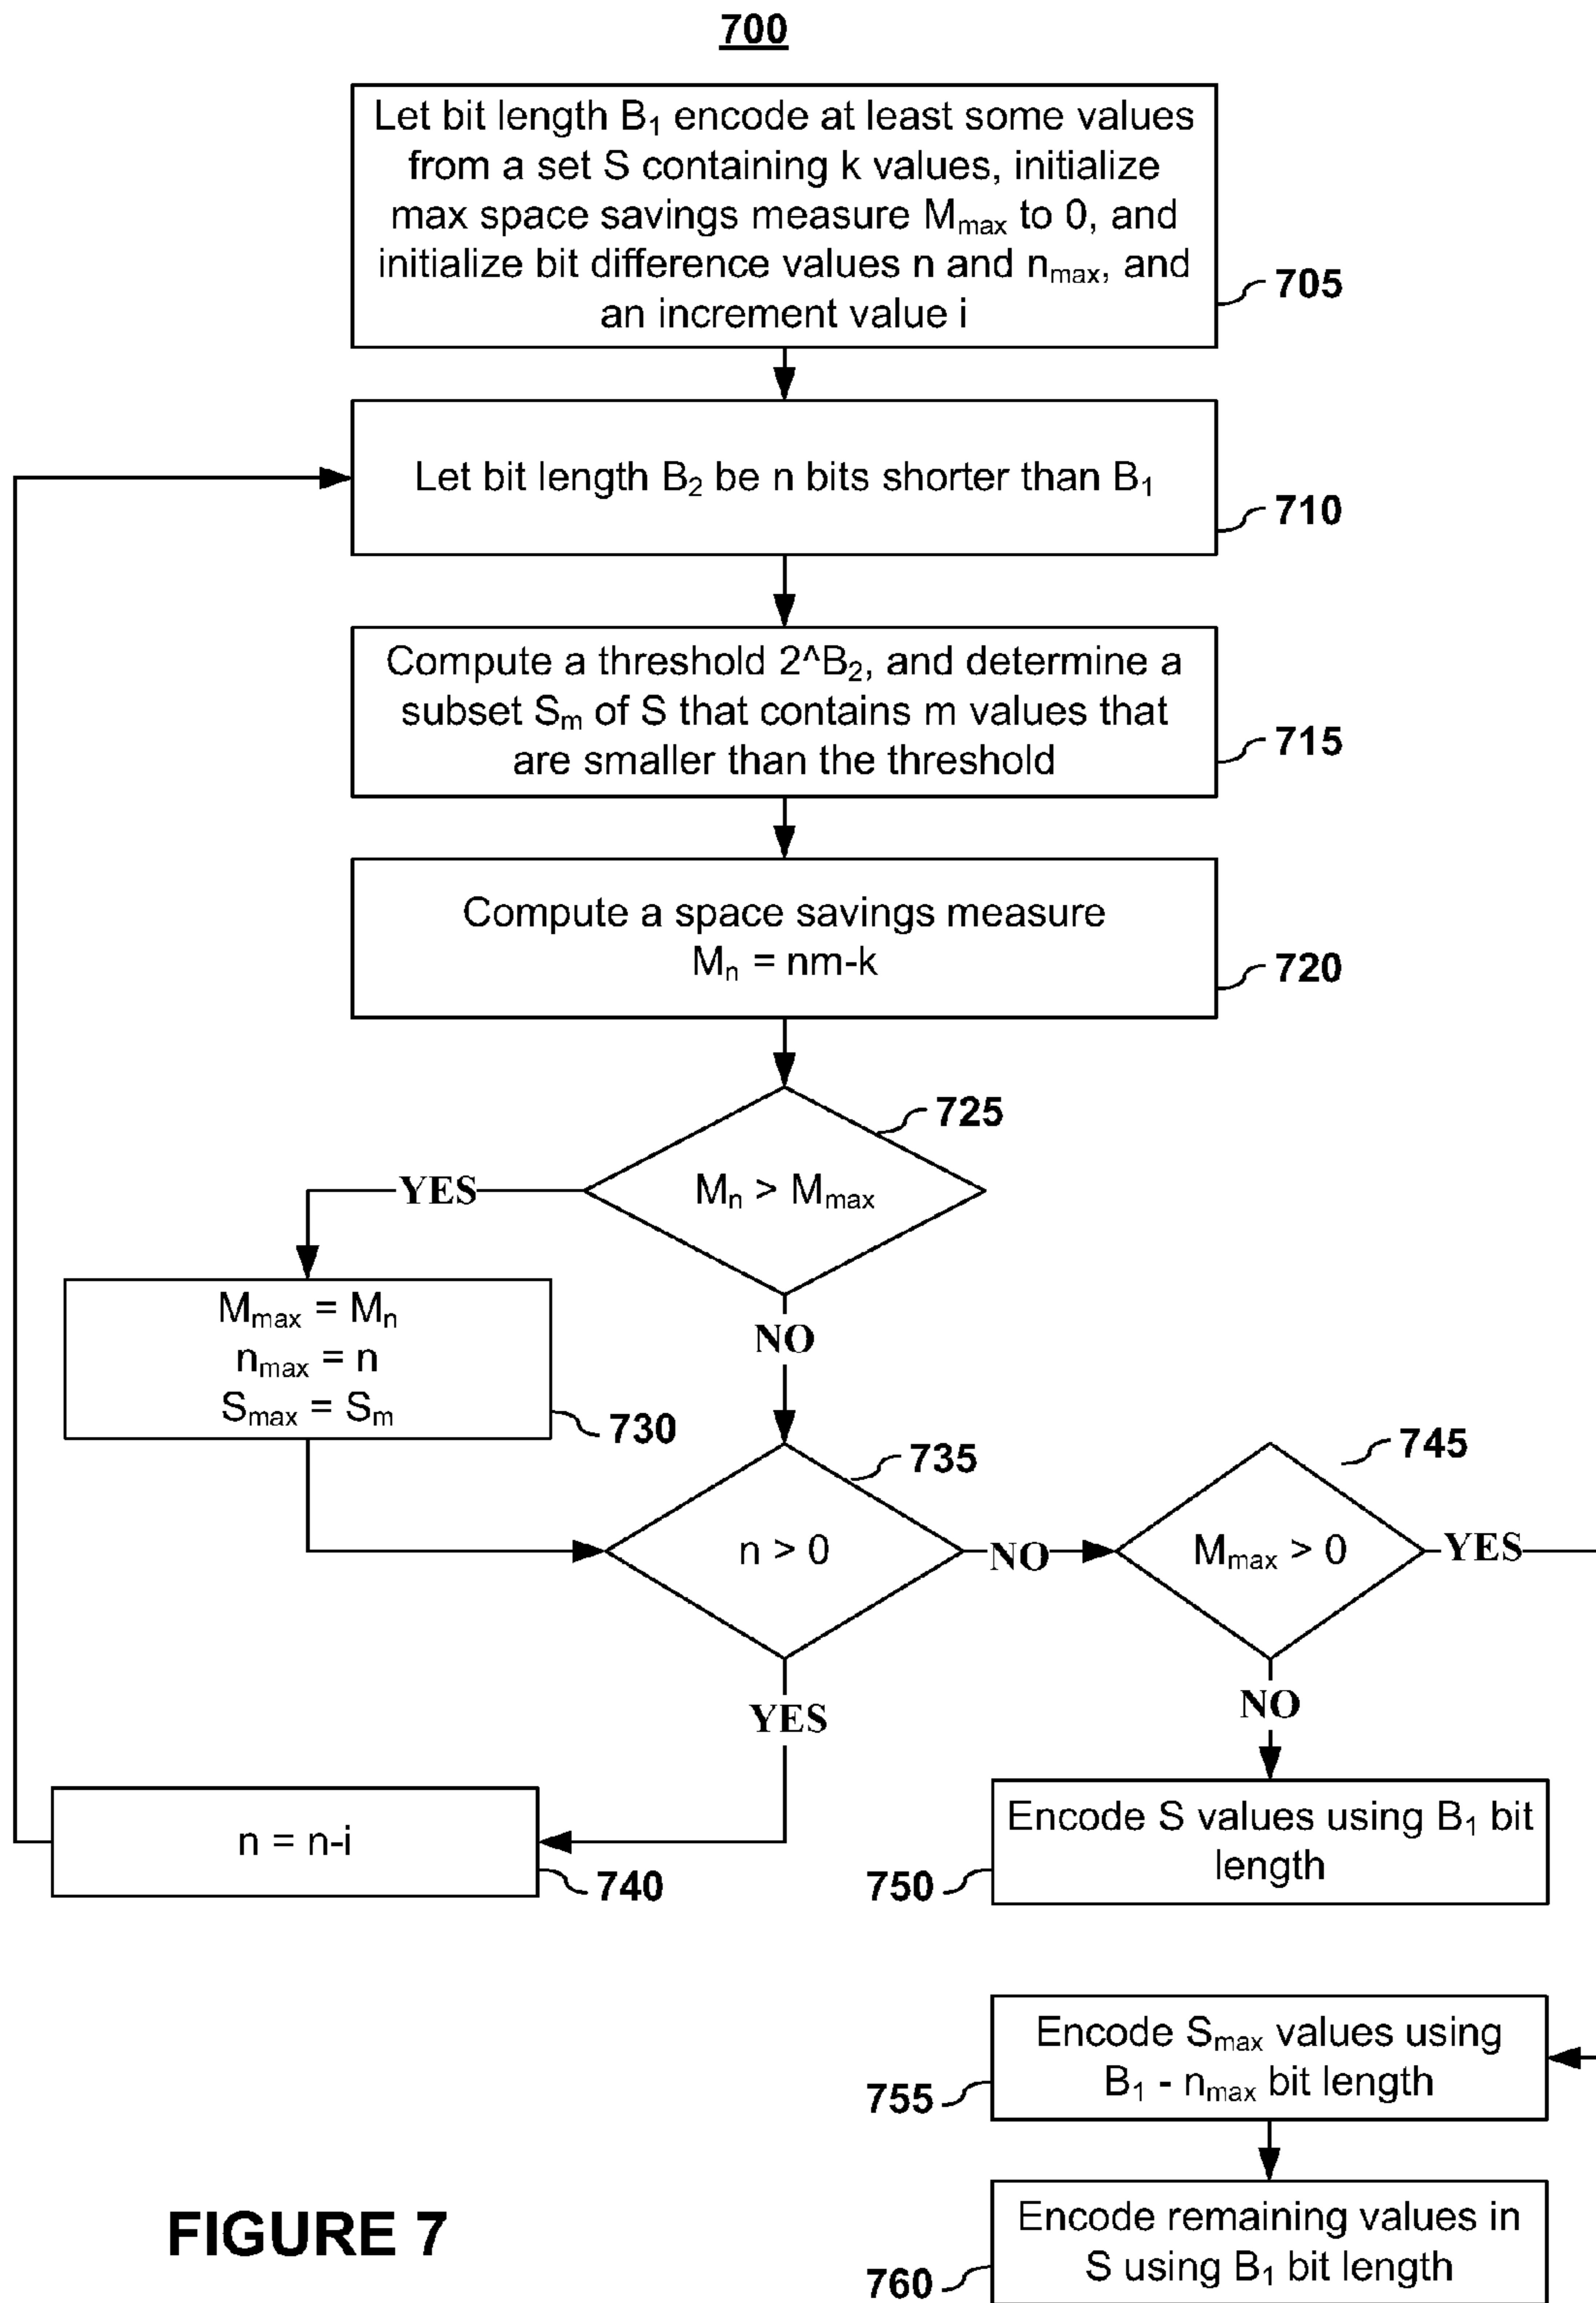 700
Let bit length B₁ encode at least some values
from a set S containing k values, initialize
max space savings measure Mₘₐₓ to 0, and
initialize bit difference values n and nₘₐₓ, and
an increment value i
705
Let bit length B₂ be n bits shorter than B₁
710
Compute a threshold 2^B₂, and determine a
subset Sₘ of S that contains m values that
are smaller than the threshold
715
Compute a space savings measure
Mₙ = nm-k
720
725
Mₙ > Mₘₐₓ
YES
NO
Mₘₐₓ = Mₙ
nₘₐₓ = n
Sₘₐₓ = Sₘ
730
735
n > 0
NO
YES
745
Mₘₐₓ > 0
YES
NO
n = n-i
740
Encode S values using B₁ bit
length
750
Encode Sₘₐₓ values using
B₁ - nₘₐₓ bit length
755
Encode remaining values in
S using B₁ bit length
760
FIGURE 7